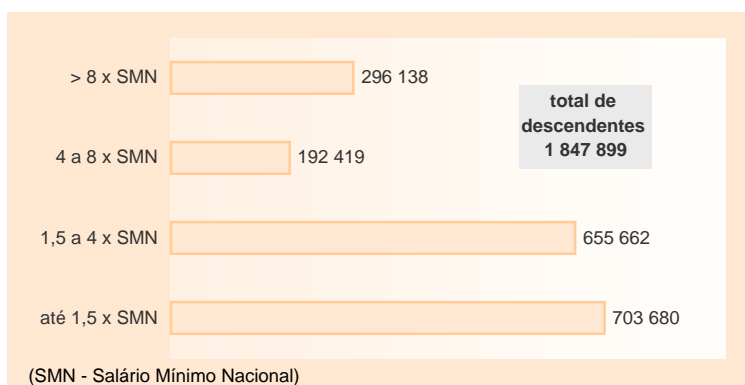 > 8 x SMN 296 138
total de
descendentes
1 847 899
4 a 8 x SMN 192 419
1,5 a 4 x SMN 655 662
até 1,5 x SMN 703 680
(SMN - Salário Mínimo Nacional)